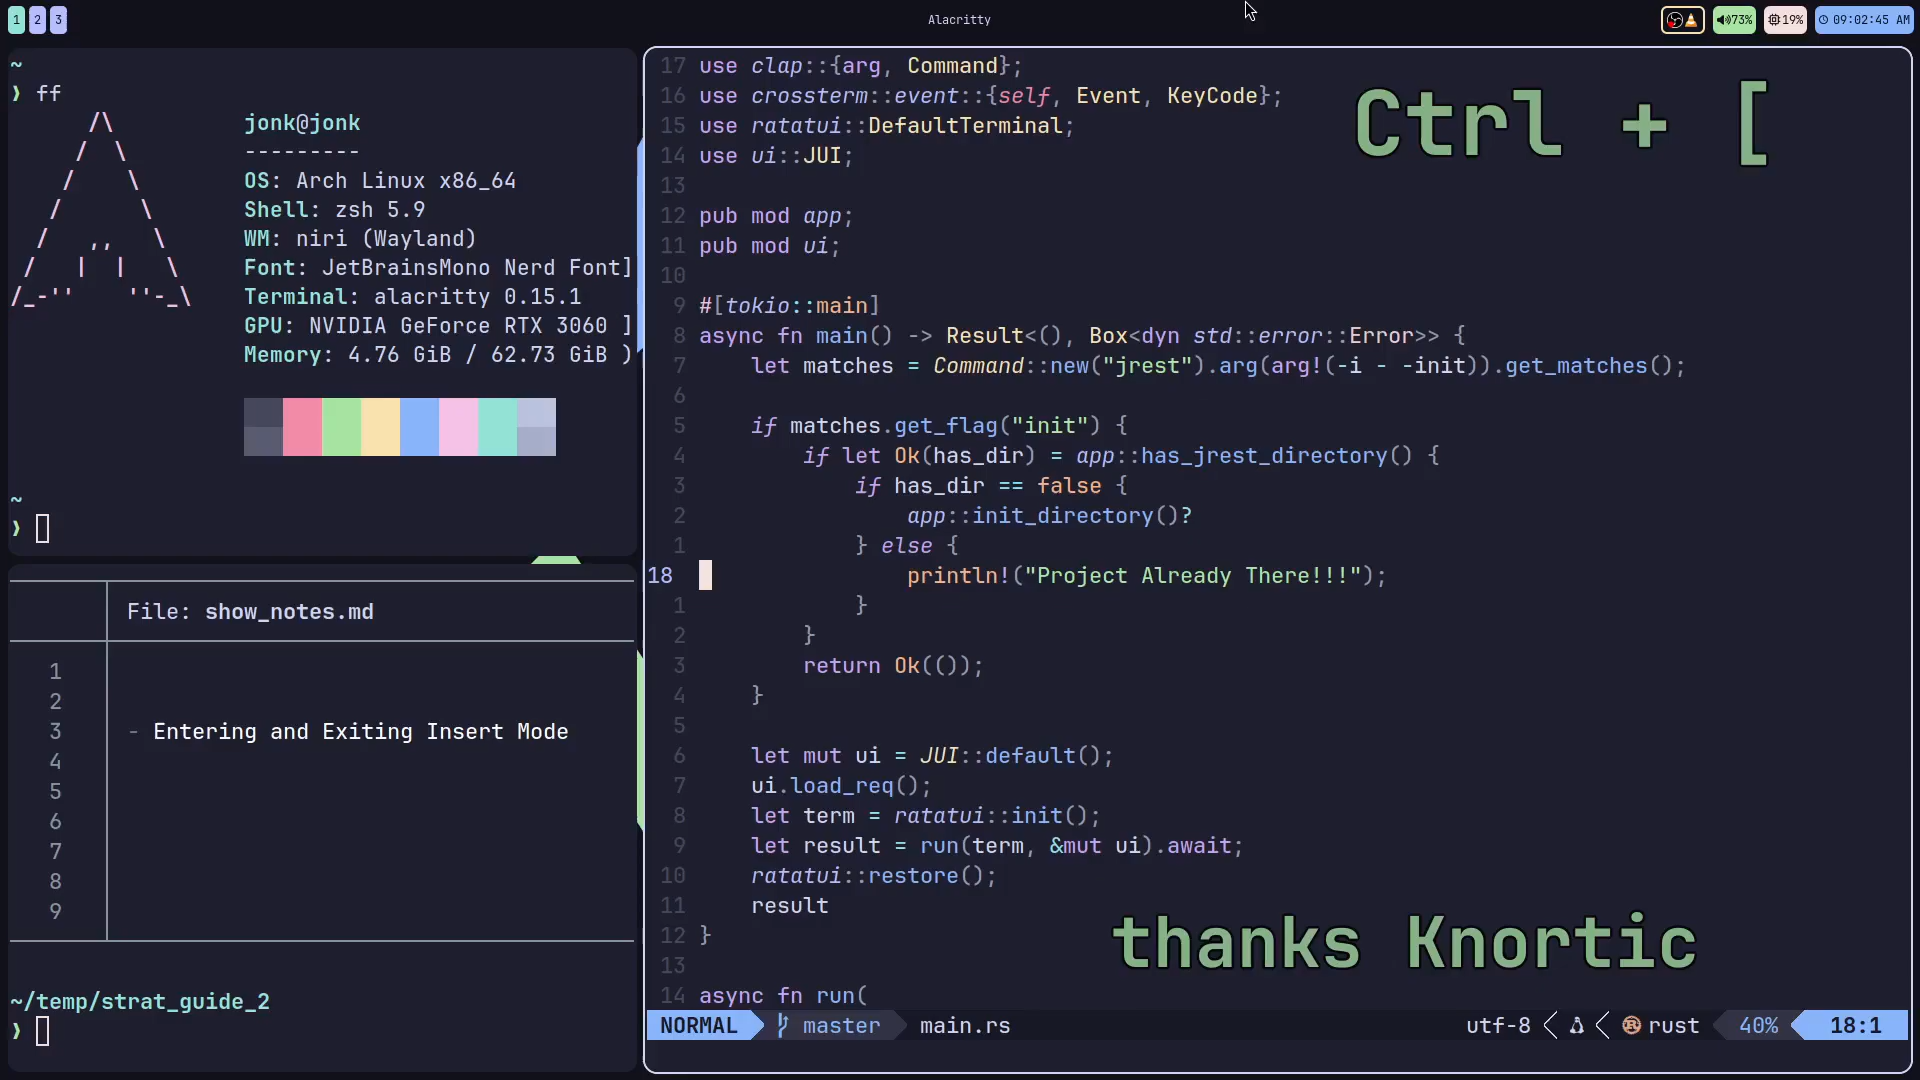 1 2 3
Alacritty
73% 19% 09:02:45 AM
~
❯ ff
jonk@jonk
---------
OS: Arch Linux x86_64
Shell: zsh 5.9
WM: niri (Wayland)
Font: JetBrainsMono Nerd Font]
Terminal: alacritty 0.15.1
GPU: NVIDIA GeForce RTX 3060 ]
Memory: 4.76 GiB / 62.73 GiB )
~
❯
File: show_notes.md
1
2
3 - Entering and Exiting Insert Mode
4
5
6
7
8
9
~/temp/strat_guide_2
❯
17 use clap::{arg, Command};
16 use crossterm::event::{self, Event, KeyCode};
15 use ratatui::DefaultTerminal;
14 use ui::JUI;
13
12 pub mod app;
11 pub mod ui;
10
9 #[tokio::main]
8 async fn main() -> Result<(), Box<dyn std::error::Error>> {
7     let matches = Command::new("jrest").arg(arg!(-i - -init)).get_matches();
6
5     if matches.get_flag("init") {
4         if let Ok(has_dir) = app::has_jrest_directory() {
3             if has_dir == false {
2                 app::init_directory()?
1             } else {
18                 println!("Project Already There!!!");
1             }
2         }
3         return Ok(());
4     }
5
6     let mut ui = JUI::default();
7     ui.load_req();
8     let term = ratatui::init();
9     let result = run(term, &mut ui).await;
10     ratatui::restore();
11     result
12 }
13
14 async fn run(
NORMAL master main.rs utf-8 rust 40% 18:1
Ctrl + [
thanks Knortic